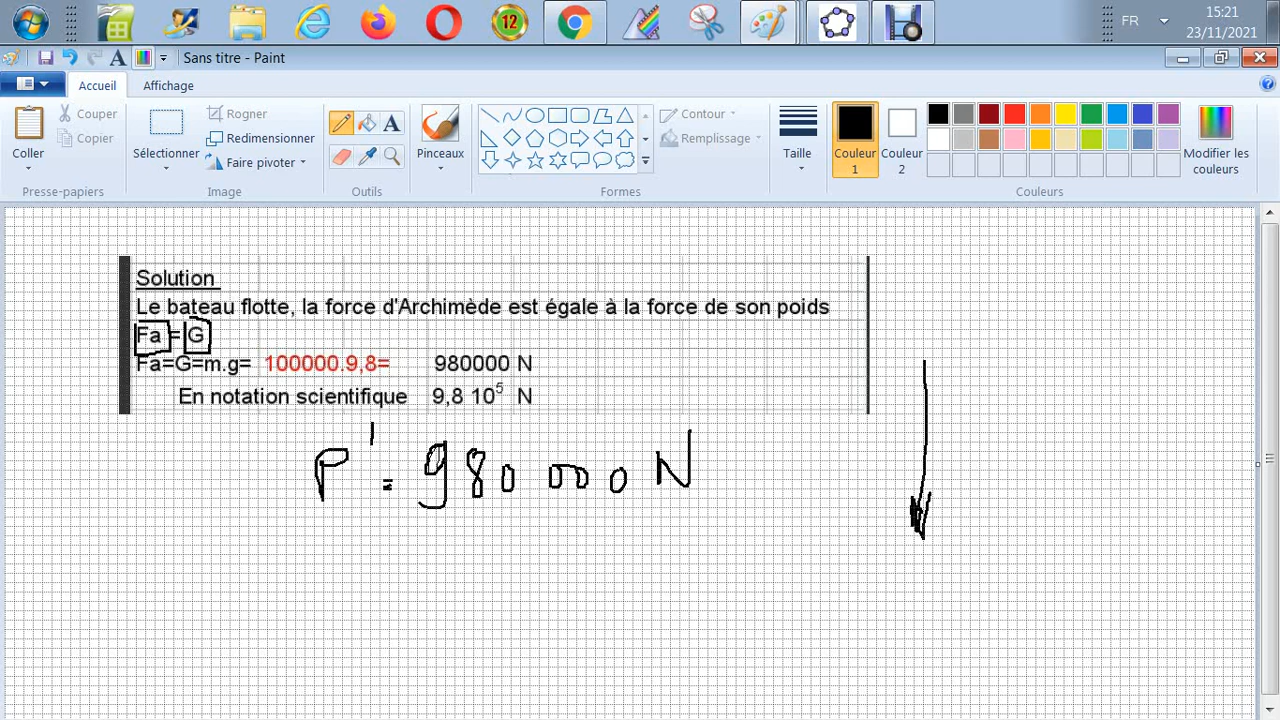 12
FR
15:21
23/11/2021
Sans titre - Paint
Accueil
Affichage
Coller
Couper
Copier
Presse-papiers
Sélectionner
Rogner
Redimensionner
Faire pivoter
Image
A
Outils
Pinceaux
Contour
Remplissage
Formes
Taille
Couleur
1
Couleur
2
Modifier les
couleurs
Couleurs
Solution
Le bateau flotte, la force d'Archimède est égale à la force de son poids
Fa = G
Fa=G=m.g= 100000.9,8= 980000 N
En notation scientifique 9,8 10⁵ N
P' = 980 000 N